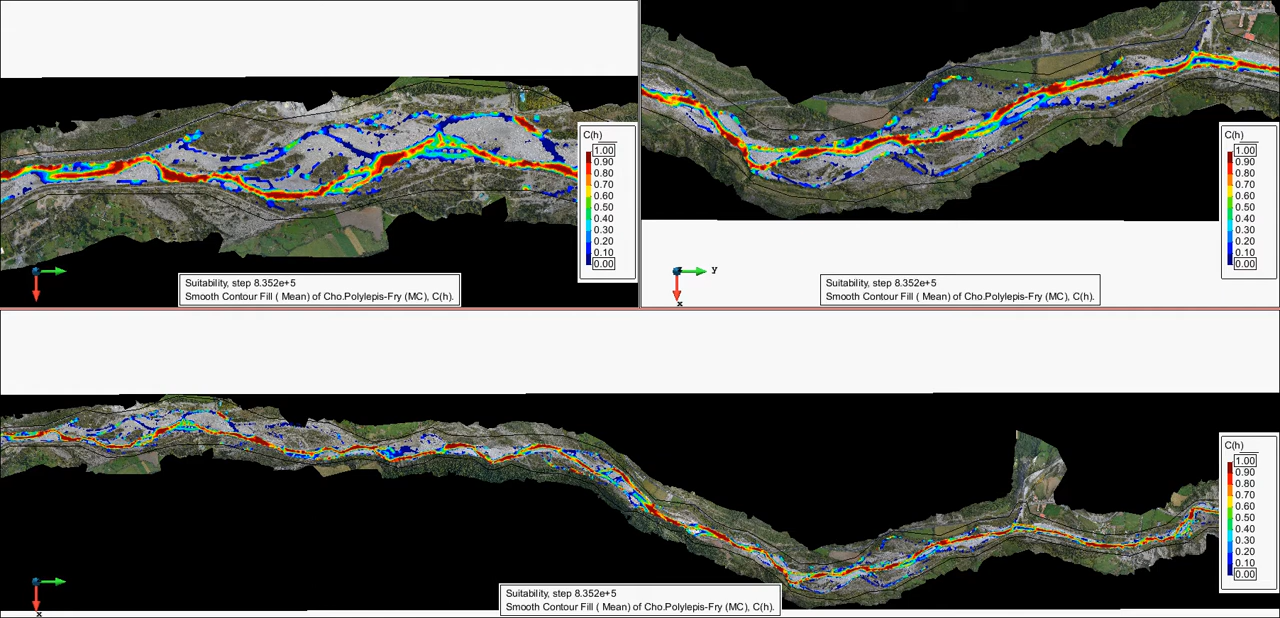 C(h)
1.00
0.90
0.80
0.70
0.60
0.50
0.40
0.30
0.20
0.10
0.00
Suitability, step 8.352e+5
Smooth Contour Fill ( Mean) of Cho.Polylepis-Fry (MC), C(h).
C(h)
1.00
0.90
0.80
0.70
0.60
0.50
0.40
0.30
0.20
0.10
0.00
y
x
Suitability, step 8.352e+5
Smooth Contour Fill ( Mean) of Cho.Polylepis-Fry (MC), C(h).
C(h)
1.00
0.90
0.80
0.70
0.60
0.50
0.40
0.30
0.20
0.10
0.00
x
Suitability, step 8.352e+5
Smooth Contour Fill ( Mean) of Cho.Polylepis-Fry (MC), C(h).